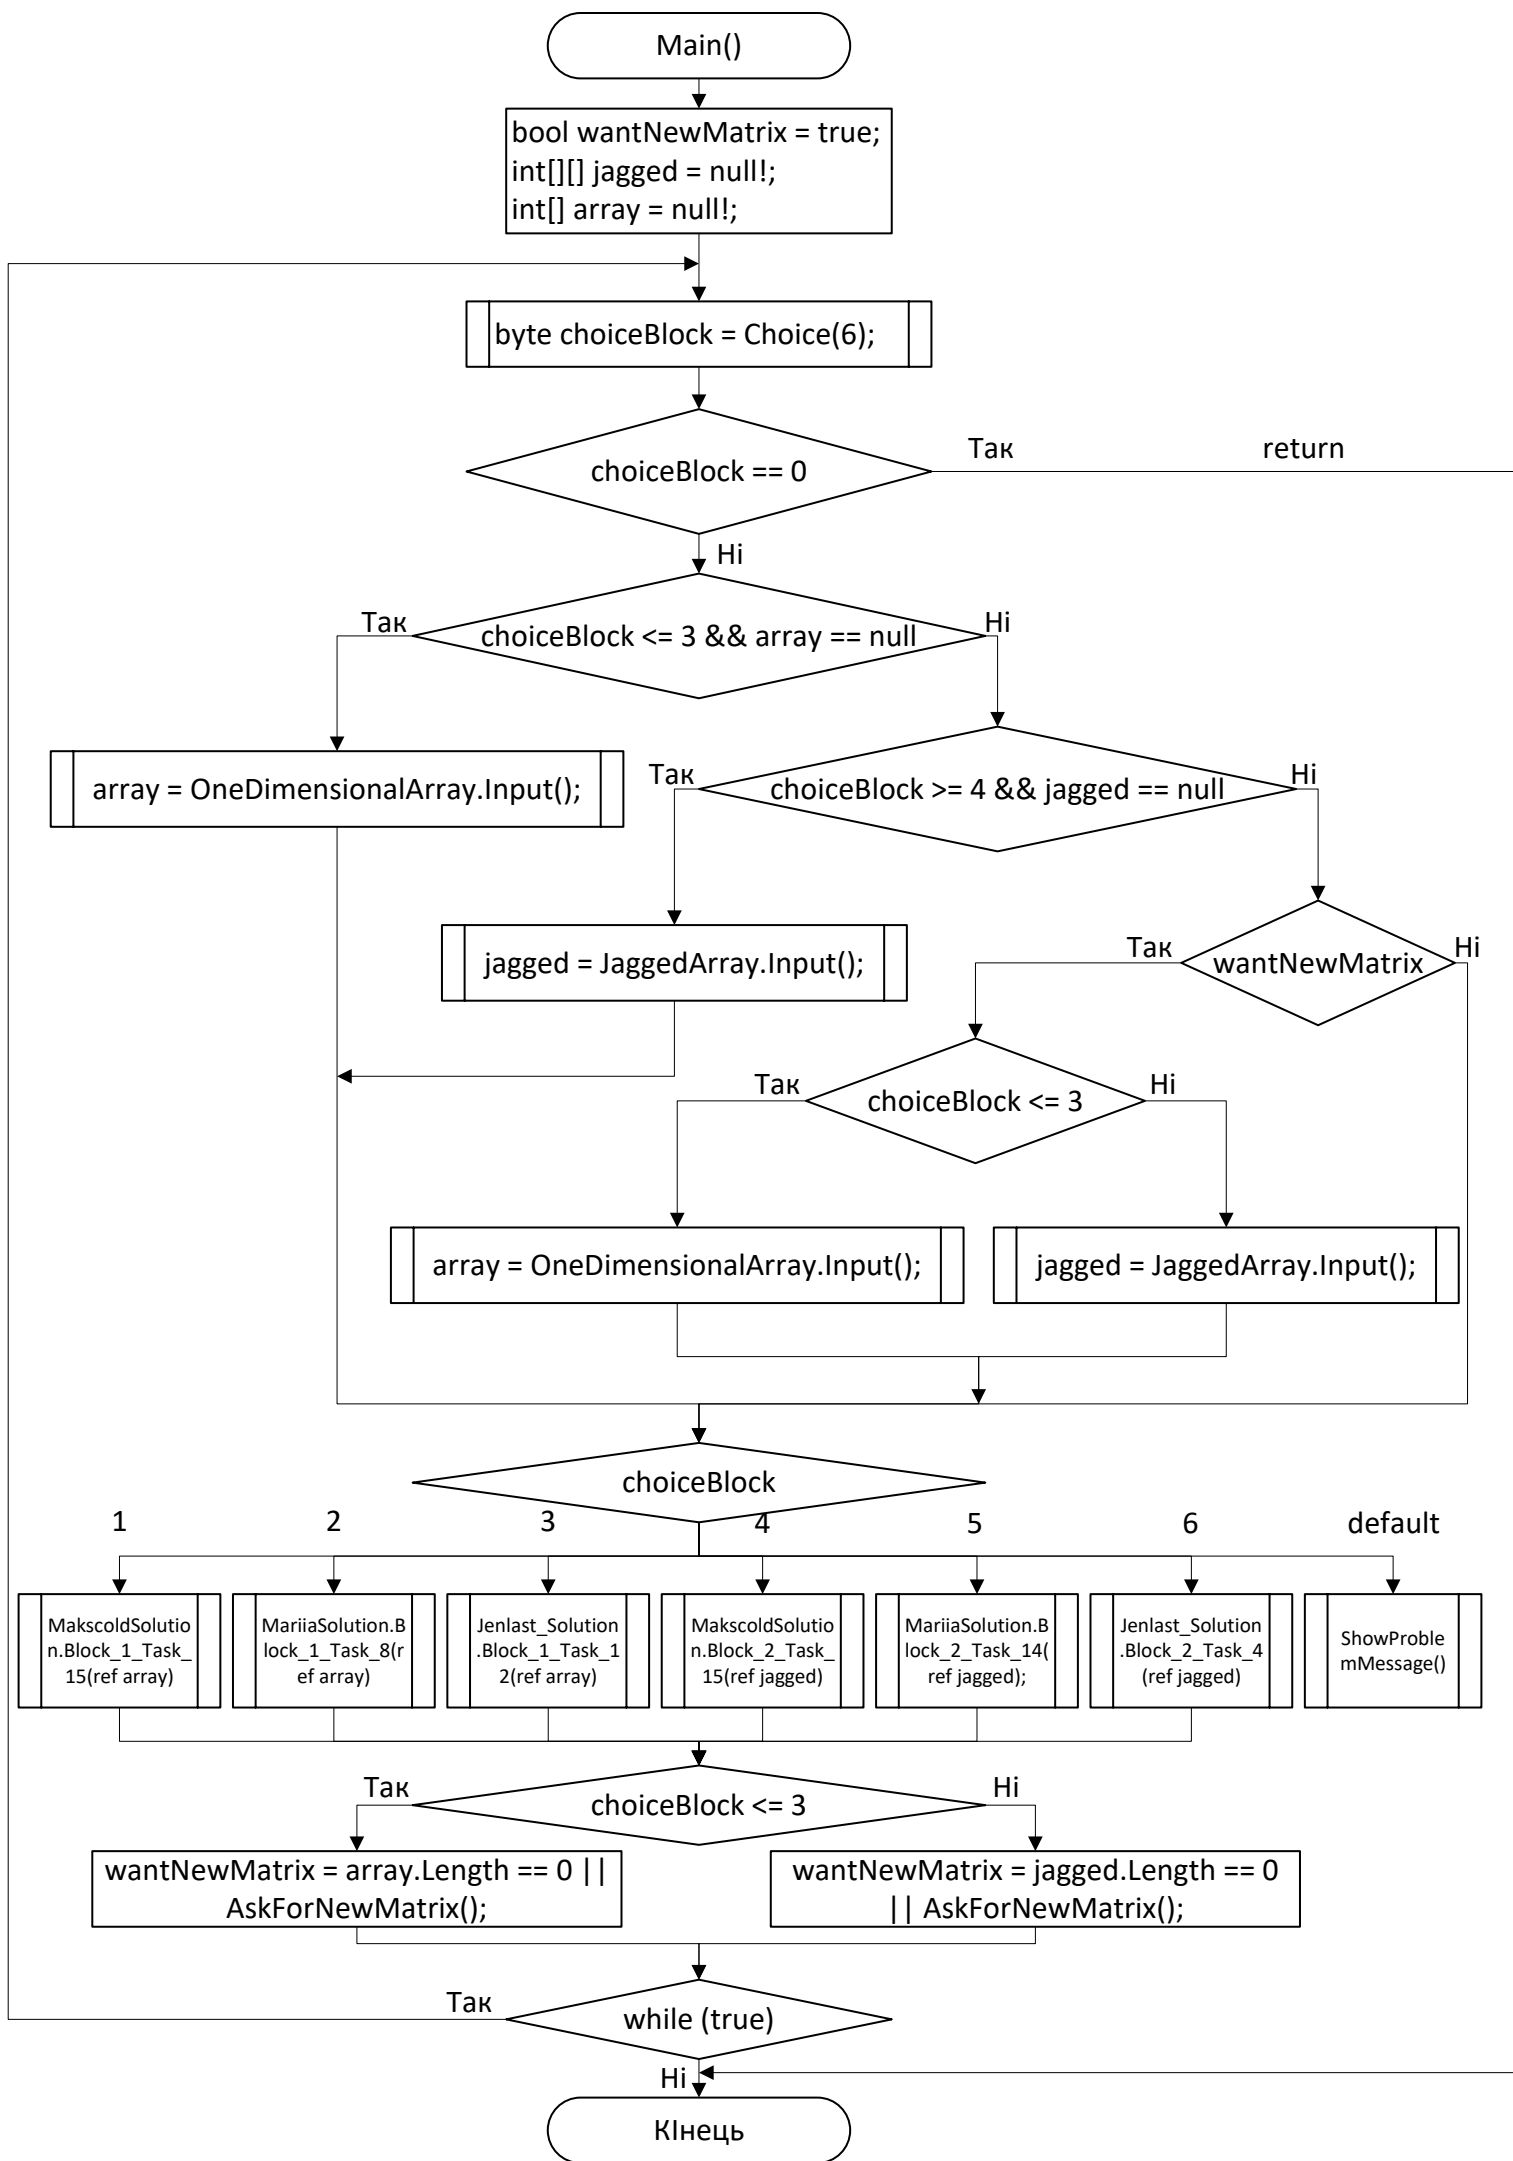 Main()
bool wantNewMatrix = true;
int[][] jagged = null!;
int[] array = null!;
byte choiceBlock = Choice(6);
choiceBlock == 0
Так
return
Ні
choiceBlock <= 3 && array == null
Так
Ні
array = OneDimensionalArray.Input();
choiceBlock >= 4 && jagged == null
Так
Ні
jagged = JaggedArray.Input();
wantNewMatrix
Так
Ні
choiceBlock <= 3
Так
Ні
array = OneDimensionalArray.Input();
jagged = JaggedArray.Input();
choiceBlock
1
2
3
4
5
6
default
MakscoldSolutio
n.Block_1_Task_
15(ref array)
MariiaSolution.B
lock_1_Task_8(r
ef array)
Jenlast_Solution
.Block_1_Task_1
2(ref array)
MakscoldSolutio
n.Block_2_Task_
15(ref jagged)
MariiaSolution.B
lock_2_Task_14(
ref jagged);
Jenlast_Solution
.Block_2_Task_4
(ref jagged)
ShowProble
mMessage()
choiceBlock <= 3
Так
Ні
wantNewMatrix = array.Length == 0 ||
AskForNewMatrix();
wantNewMatrix = jagged.Length == 0
|| AskForNewMatrix();
while (true)
Так
Ні
КІнець